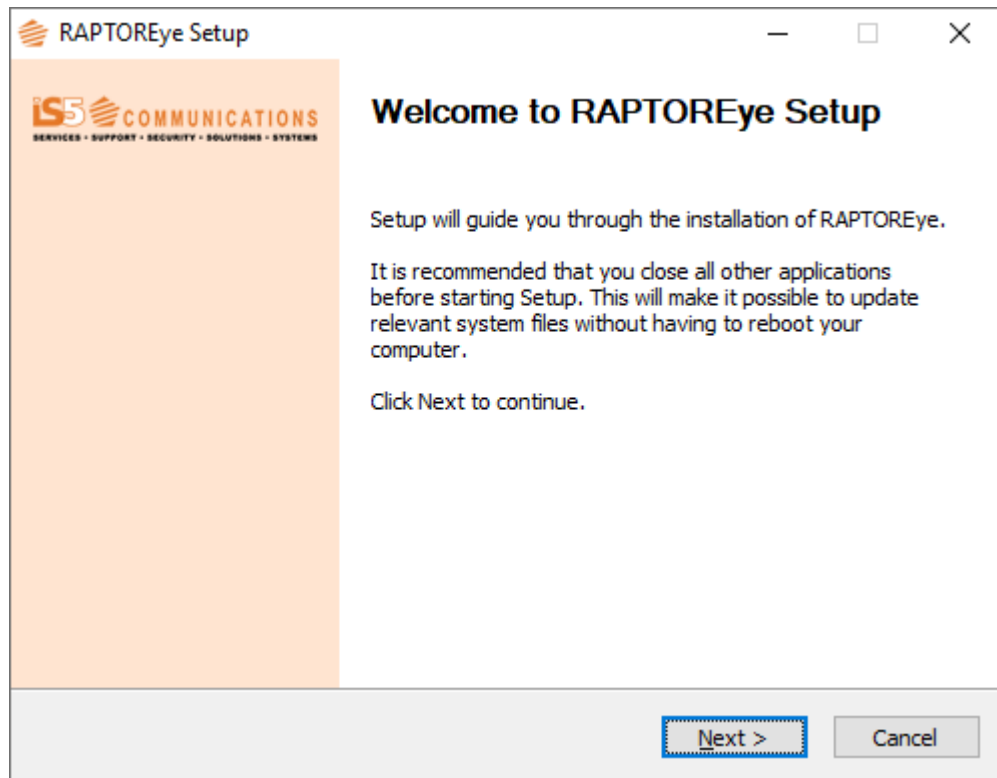 RAPTOREye Setup
iS5 COMMUNICATIONS
SERVICES • SUPPORT • SECURITY • SOLUTIONS • SYSTEMS
Welcome to RAPTOREye Setup
Setup will guide you through the installation of RAPTOREye.
It is recommended that you close all other applications
before starting Setup. This will make it possible to update
relevant system files without having to reboot your
computer.
Click Next to continue.
Next >
Cancel